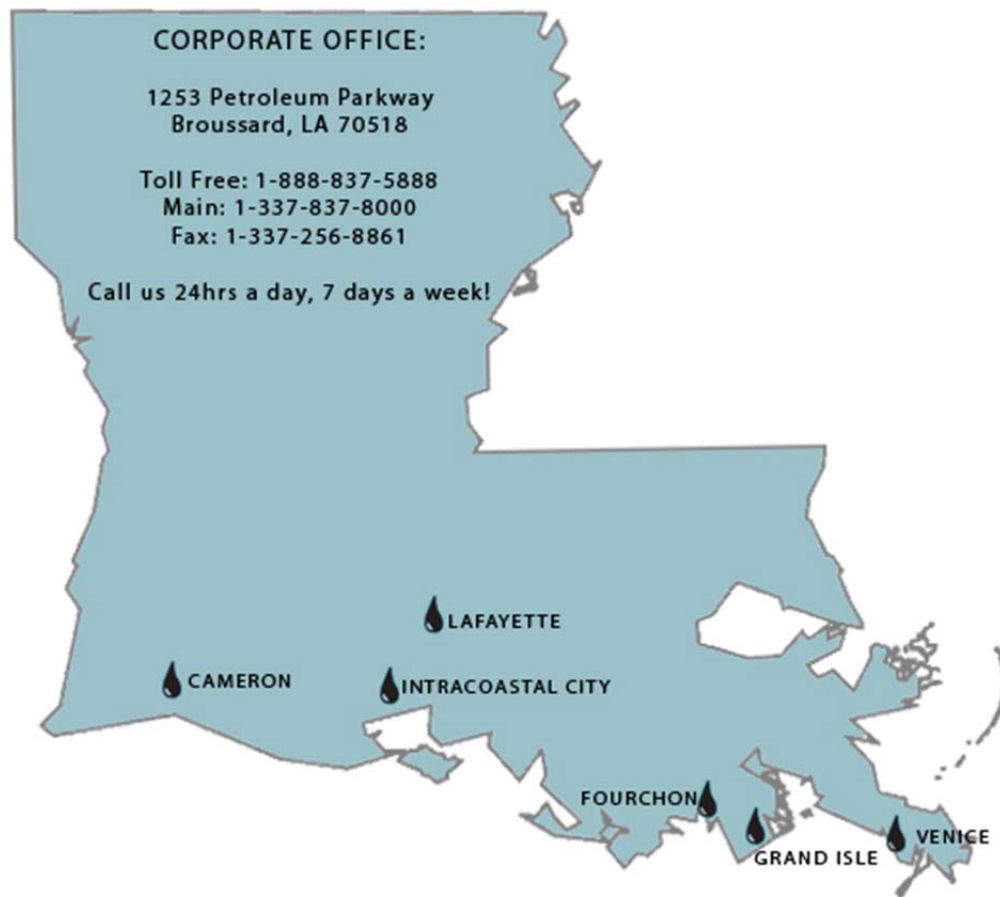 CORPORATE OFFICE:
1253 Petroleum Parkway
Broussard, LA 70518
Toll Free: 1-888-837-5888
Main: 1-337-837-8000
Fax: 1-337-256-8861
Call us 24hrs a day, 7 days a week!
LAFAYETTE
CAMERON
INTRACOASTAL CITY
FOURCHON
VENICE
GRAND ISLE